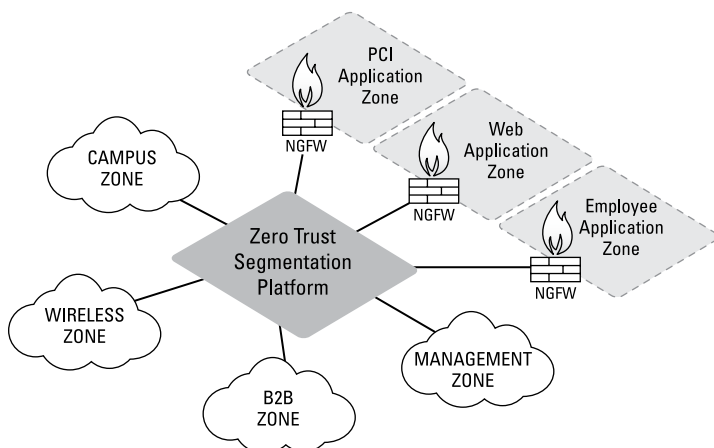 PCI
Application
Zone
NGFW
Web
Application
Zone
NGFW
Employee
Application
Zone
NGFW
CAMPUS
ZONE
Zero Trust
Segmentation
Platform
WIRELESS
ZONE
MANAGEMENT
ZONE
B2B
ZONE